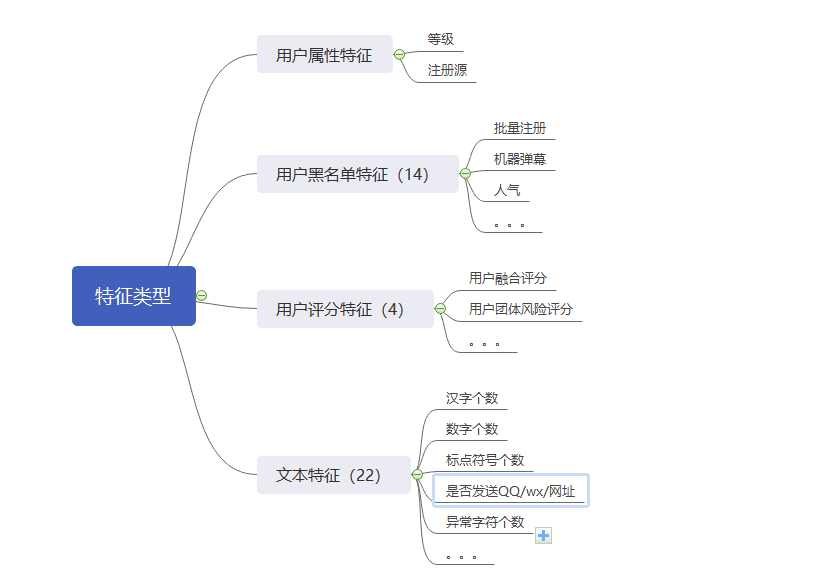 特征类型
用户属性特征
等级
注册源
用户黑名单特征（14）
批量注册
机器弹幕
人气
。。。
用户评分特征（4）
用户融合评分
用户团体风险评分
。。。
文本特征（22）
汉字个数
数字个数
标点符号个数
是否发送QQ/wx/网址
异常字符个数
。。。